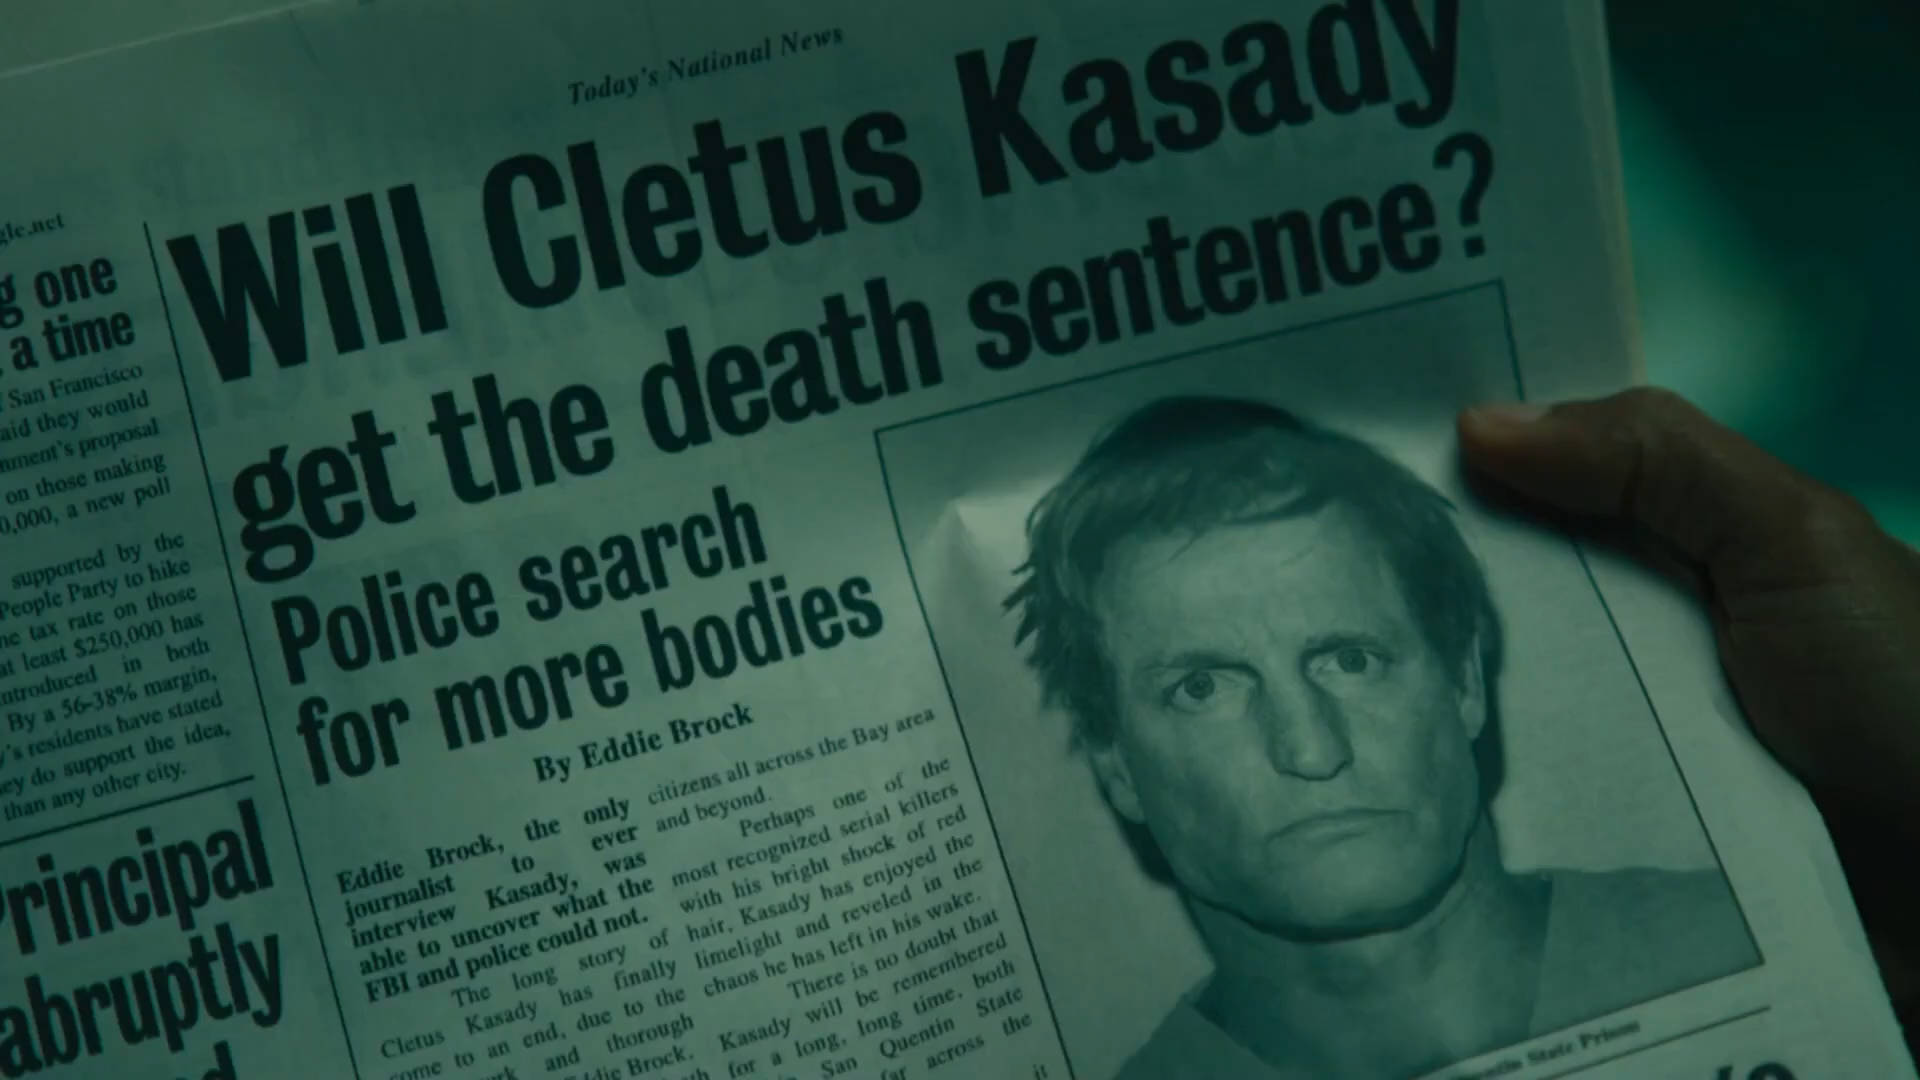 Today's National News
Will Cletus Kasady
get the death sentence?
Police search
for more bodies
By Eddie Brock
Eddie Brock, the only
journalist to ever
interview Kasady, was
able to uncover what the
FBI and police could not.
The long story of
Cletus Kasady has finally
come to an end, due to the
and thorough
Eddie Brock.
citizens all across the Bay area
and beyond.
Perhaps one of the
most recognized serial killers
with his bright shock of red
hair, Kasady has enjoyed the
limelight and reveled in the
chaos he has left in his wake.
There is no doubt that
Kasady will be remembered
for a long, long time, both
San Quentin State
far across the
it
State Prison
gle.net
g one
a time
San Francisco
aid they would
nment's proposal
on those making
0,000, a new poll
supported by the
People Party to hike
tax rate on those
at least $250,000 has
introduced in both
By a 56-38% margin,
y's residents have stated
ey do support the idea,
than any other city.
Principal
abruptly